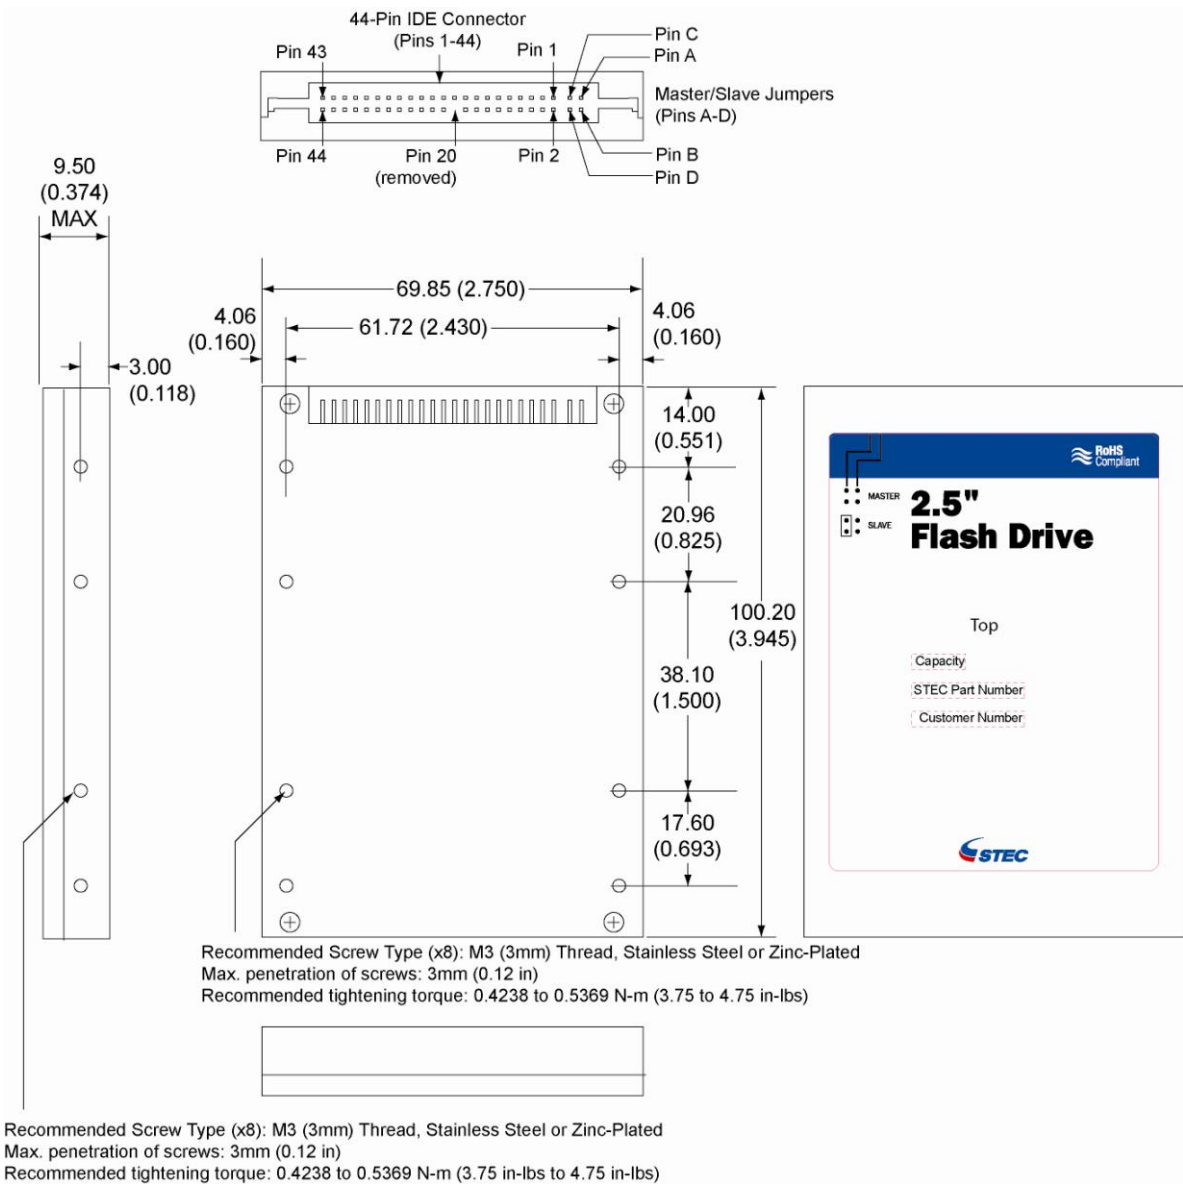 44-Pin IDE Connector
(Pins 1-44)
Pin 43
Pin 1
Pin C
Pin A
Master/Slave Jumpers
(Pins A-D)
Pin 44
Pin 20
(removed)
Pin 2
Pin B
Pin D
9.50
(0.374)
MAX
69.85 (2.750)
4.06
(0.160)
61.72 (2.430)
4.06
(0.160)
3.00
(0.118)
14.00
(0.551)
20.96
(0.825)
100.20
(3.945)
38.10
(1.500)
17.60
(0.693)
RoHS
Compliant
MASTER
SLAVE
2.5"
Flash Drive
Top
Capacity
STEC Part Number
Customer Number
STEC
Recommended Screw Type (x8): M3 (3mm) Thread, Stainless Steel or Zinc-Plated
Max. penetration of screws: 3mm (0.12 in)
Recommended tightening torque: 0.4238 to 0.5369 N-m (3.75 to 4.75 in-lbs)
Recommended Screw Type (x8): M3 (3mm) Thread, Stainless Steel or Zinc-Plated
Max. penetration of screws: 3mm (0.12 in)
Recommended tightening torque: 0.4238 to 0.5369 N-m (3.75 in-lbs to 4.75 in-lbs)